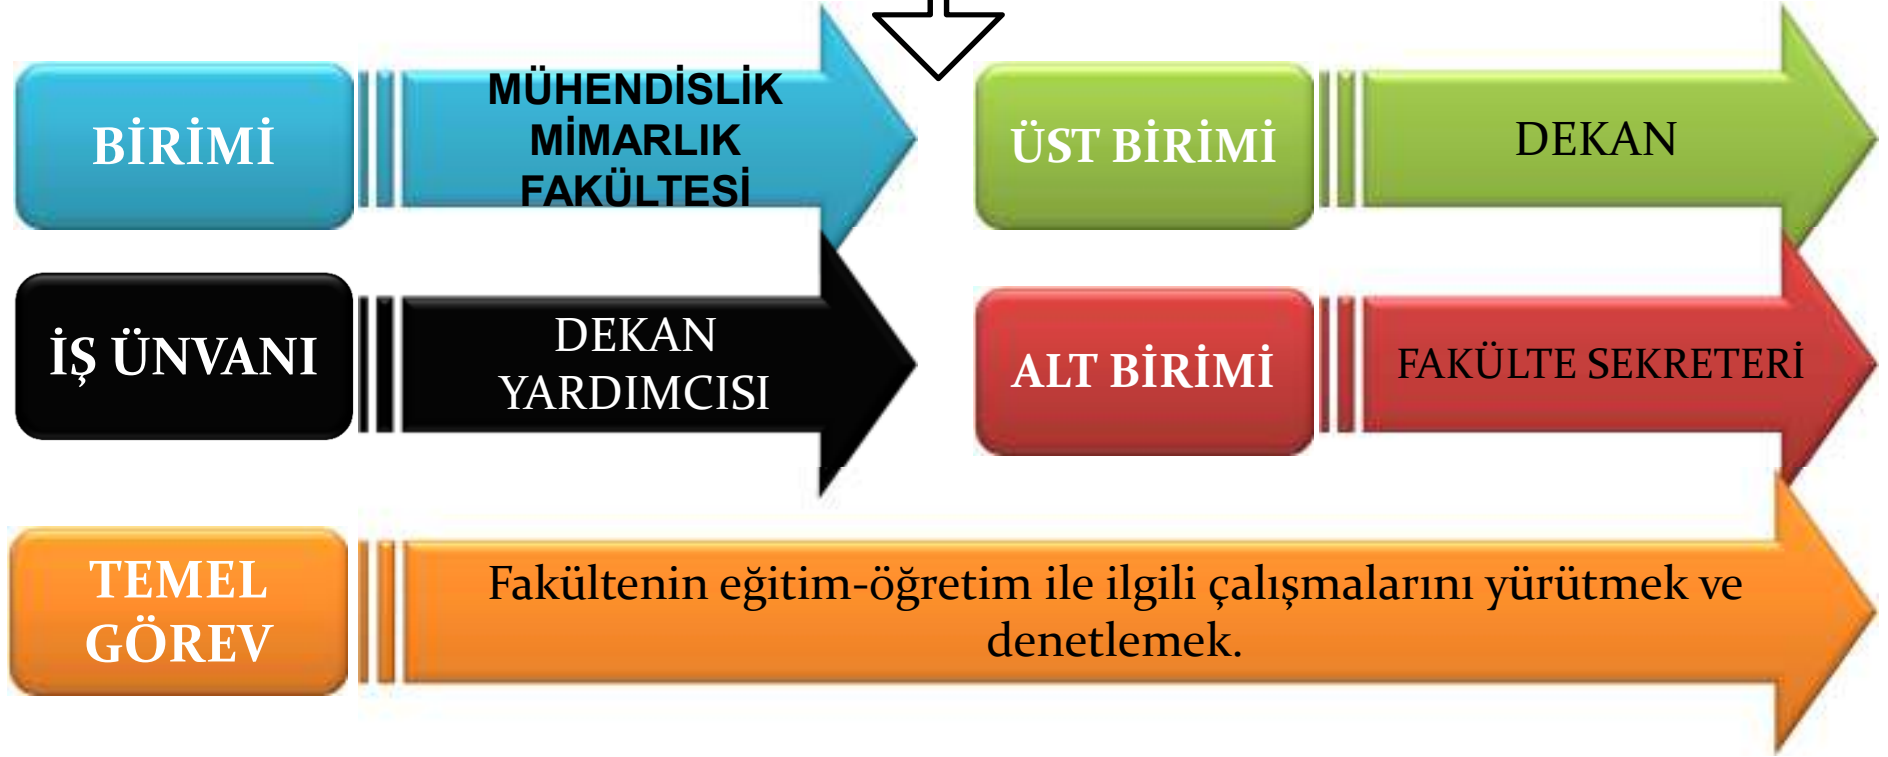 BİRİMİ
MÜHENDİSLİK
MİMARLIK
FAKÜLTESİ
ÜST BİRİMİ
DEKAN
İŞ ÜNVANI
DEKAN
YARDIMCISI
ALT BİRİMİ
FAKÜLTE SEKRETERİ
TEMEL
GÖREV
Fakültenin eğitim-öğretim ile ilgili çalışmalarını yürütmek ve
denetlemek.